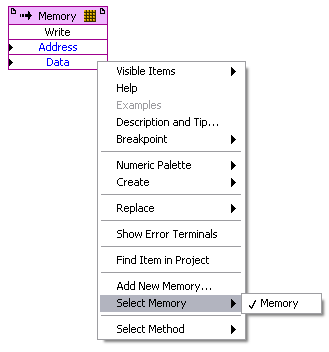 Memory
Write
Address
Data
Visible Items
Help
Examples
Description and Tip...
Breakpoint
Numeric Palette
Create
Replace
Show Error Terminals
Find Item in Project
Add New Memory...
Select Memory
✓ Memory
Select Method